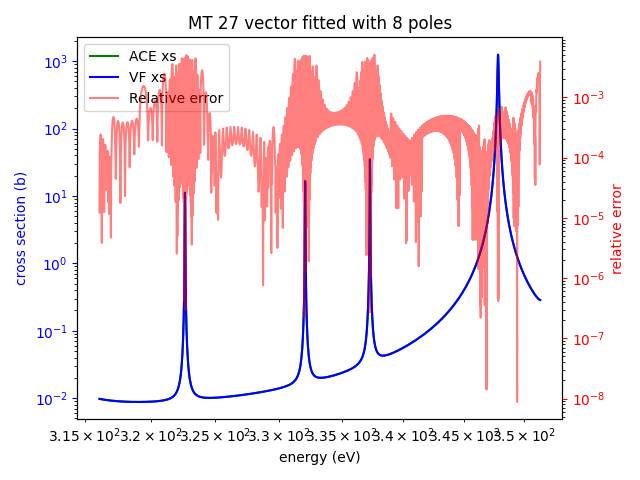 MT 27 vector fitted with 8 poles
ACE xs
VF xs
Relative error
cross section (b)
10³
10²
10¹
10⁰
10⁻¹
10⁻²
10⁻³
10⁻⁴
10⁻⁵
10⁻⁶
10⁻⁷
10⁻⁸
relative error
3.15 × 10² 3.2 × 10² 3.25 × 10² 3.3 × 10² 3.35 × 10² 3.4 × 10² 3.45 × 10² 3.5 × 10²
energy (eV)